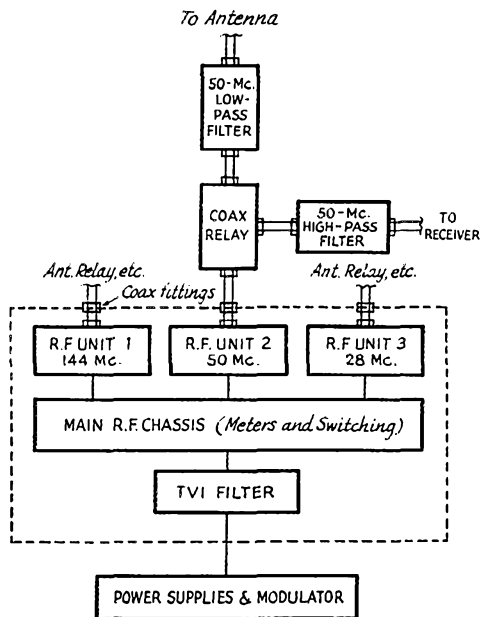 To Antenna
50-Mc.
LOW-
PASS
FILTER
COAX
RELAY
50-Mc.
HIGH-PASS
FILTER
TO
RECEIVER
Ant. Relay, etc.
Ant. Relay, etc.
Coax fittings
R.F UNIT 1
144 Mc.
R.F. UNIT 2
50 Mc.
R.F. UNIT 3
28 Mc.
MAIN R.F. CHASSIS (Meters and Switching)
TVI FILTER
POWER SUPPLIES & MODULATOR